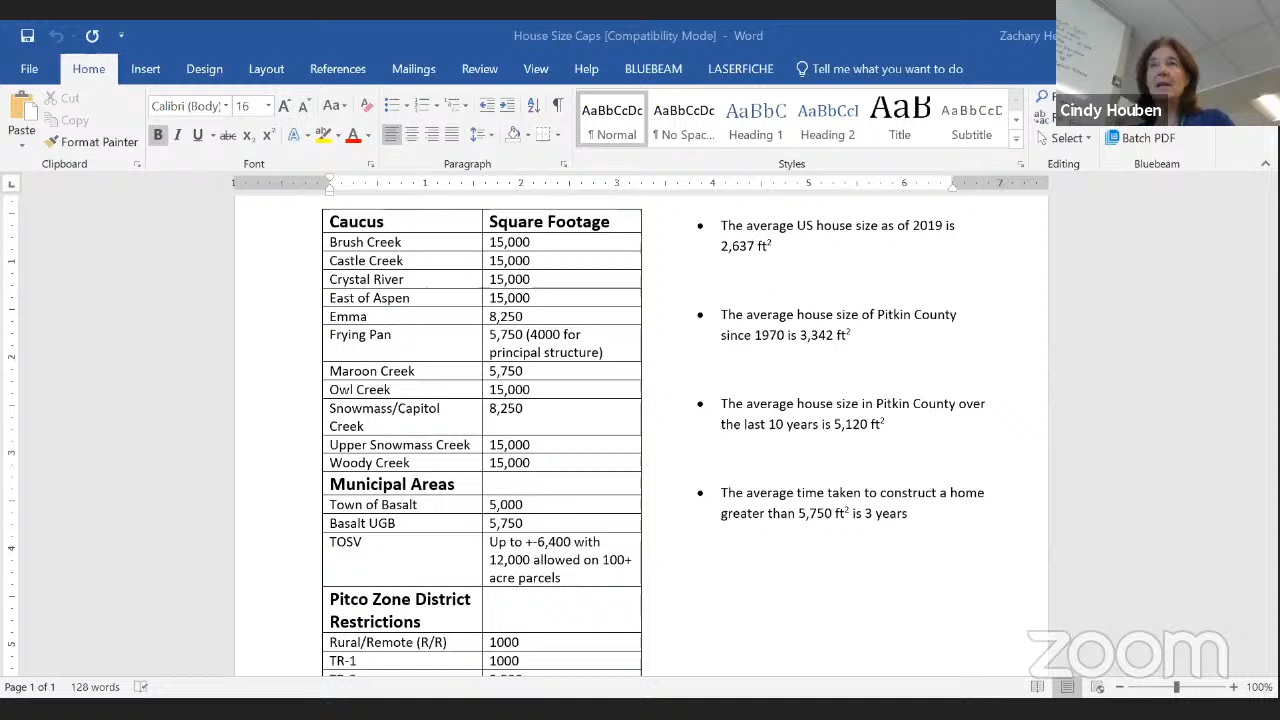 House Size Caps [Compatibility Mode] - Word
Zachary He
File Home Insert Design Layout References Mailings Review View Help BLUEBEAM LASERFICHE Tell me what you want to do
Cindy Houben
Paste
Cut
Copy
Format Painter
Calibri (Body) 16
AaBbCcDc AaBbCcDc AaBbC AaBbCcI AaB AaBbCcD
¶ Normal ¶ No Spac... Heading 1 Heading 2 Title Subtitle
Select
Batch PDF
Clipboard Font Paragraph Styles Editing Bluebeam
1 1 2 3 4 5 6 7
Caucus Square Footage
Brush Creek 15,000
Castle Creek 15,000
Crystal River 15,000
East of Aspen 15,000
Emma 8,250
Frying Pan 5,750 (4000 for
principal structure)
Maroon Creek 5,750
Owl Creek 15,000
Snowmass/Capitol 8,250
Creek
Upper Snowmass Creek 15,000
Woody Creek 15,000
Municipal Areas
Town of Basalt 5,000
Basalt UGB 5,750
TOSV Up to +-6,400 with
12,000 allowed on 100+
acre parcels
Pitco Zone District
Restrictions
Rural/Remote (R/R) 1000
TR-1 1000
• The average US house size as of 2019 is
2,637 ft²
• The average house size of Pitkin County
since 1970 is 3,342 ft²
• The average house size in Pitkin County over
the last 10 years is 5,120 ft²
• The average time taken to construct a home
greater than 5,750 ft² is 3 years
zoom
Page 1 of 1 128 words 100%